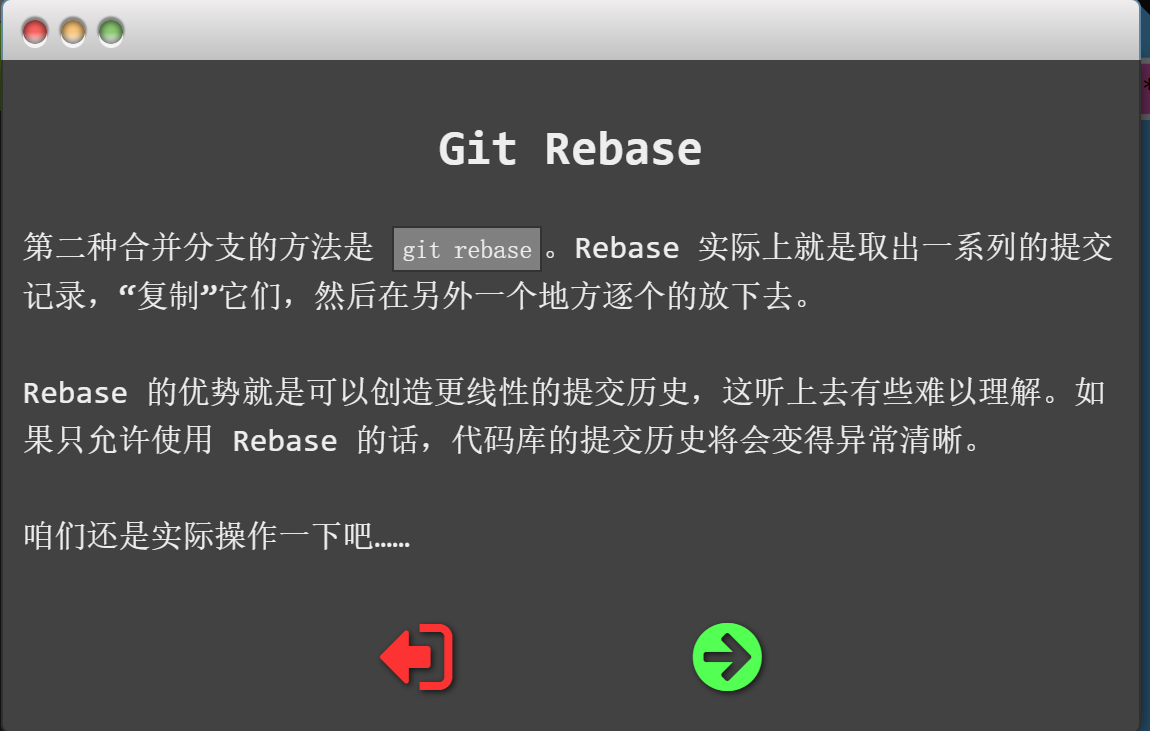 Git Rebase
第二种合并分支的方法是 git rebase。Rebase 实际上就是取出一系列的提交
记录，“复制”它们，然后在另外一个地方逐个的放下去。
Rebase 的优势就是可以创造更线性的提交历史，这听上去有些难以理解。如
果只允许使用 Rebase 的话，代码库的提交历史将会变得异常清晰。
咱们还是实际操作一下吧……